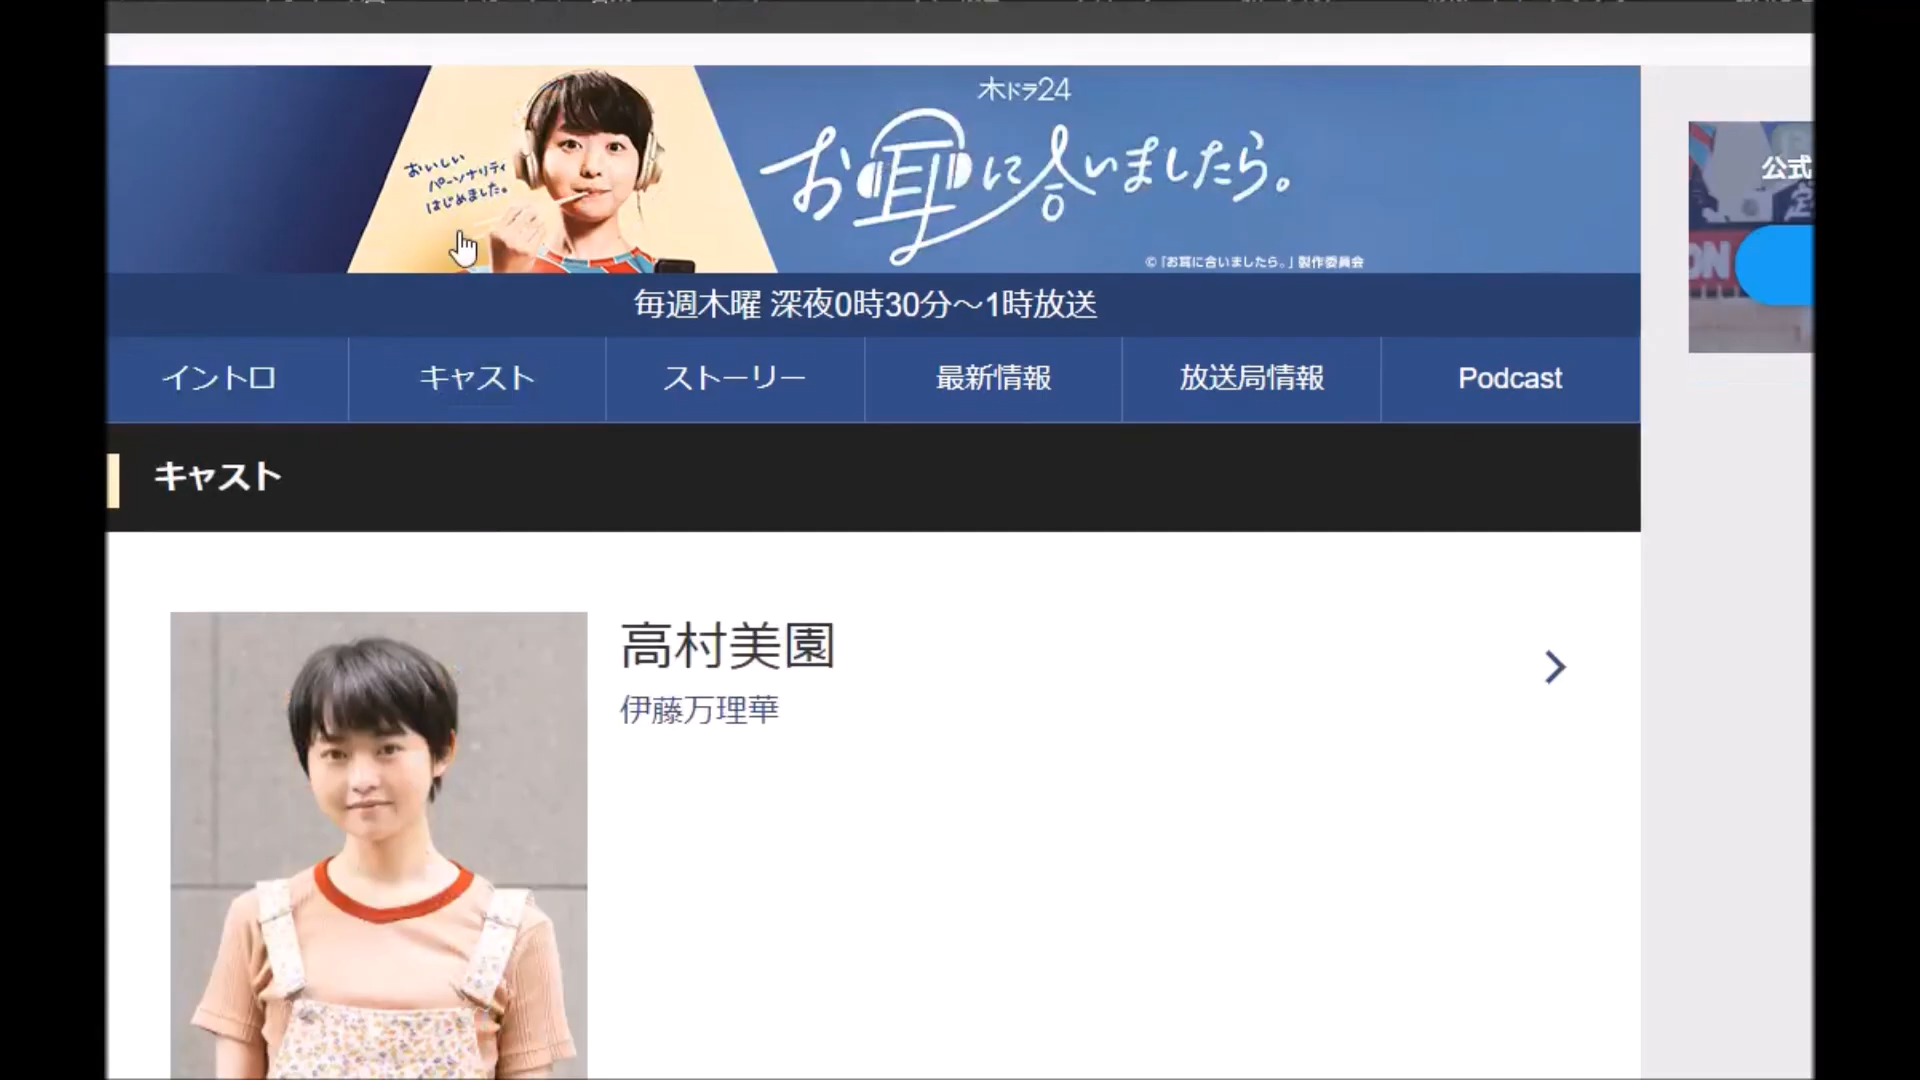 木ドラ24
お耳に合いましたら。
おいしい
パーソナリティ
はじめました。
©「お耳に合いましたら。」製作委員会
公式
毎週木曜 深夜0時30分～1時放送
イントロ
キャスト
ストーリー
最新情報
放送局情報
Podcast
キャスト
高村美園
伊藤万理華